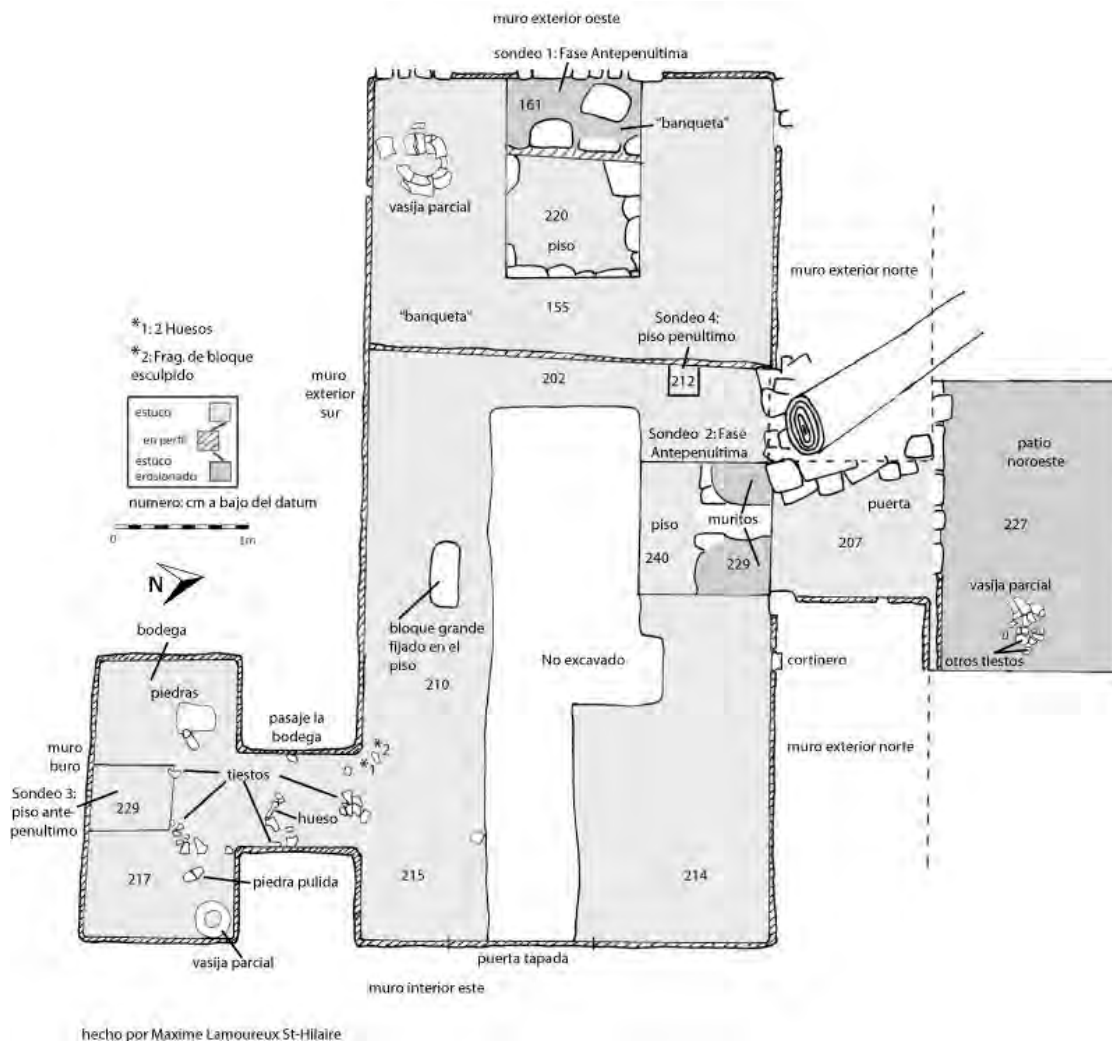 muro exterior oeste
sondeo 1: Fase Antepenultima
161
"banqueta"
vasija parcial
220
piso
muro exterior norte
155
"banqueta"
Sondeo 4:
piso penultimo
*1: 2 Huesos
*2: Frag. de bloque
esculpido
muro
exterior
sur
202
212
estuco
en perfil
estuco
erosionado
numero: cm a bajo del datum
0 1m
Sondeo 2: Fase
Antepenultima
patio
noroeste
puerta
muritos
piso
240
229
207
227
N
vasija parcial
bodega
bloque grande
fijado en el
piso
210
No excavado
cortinero
otros tiestos
piedras
pasaje la
bodega
muro
buro
*2
*1
muro exterior norte
tiestos
Sondeo 3:
piso ante-
penultimo
229
hueso
217
piedra pulida
215
214
vasija parcial
puerta tapada
muro interior este
hecho por Maxime Lamoureux St-Hilaire